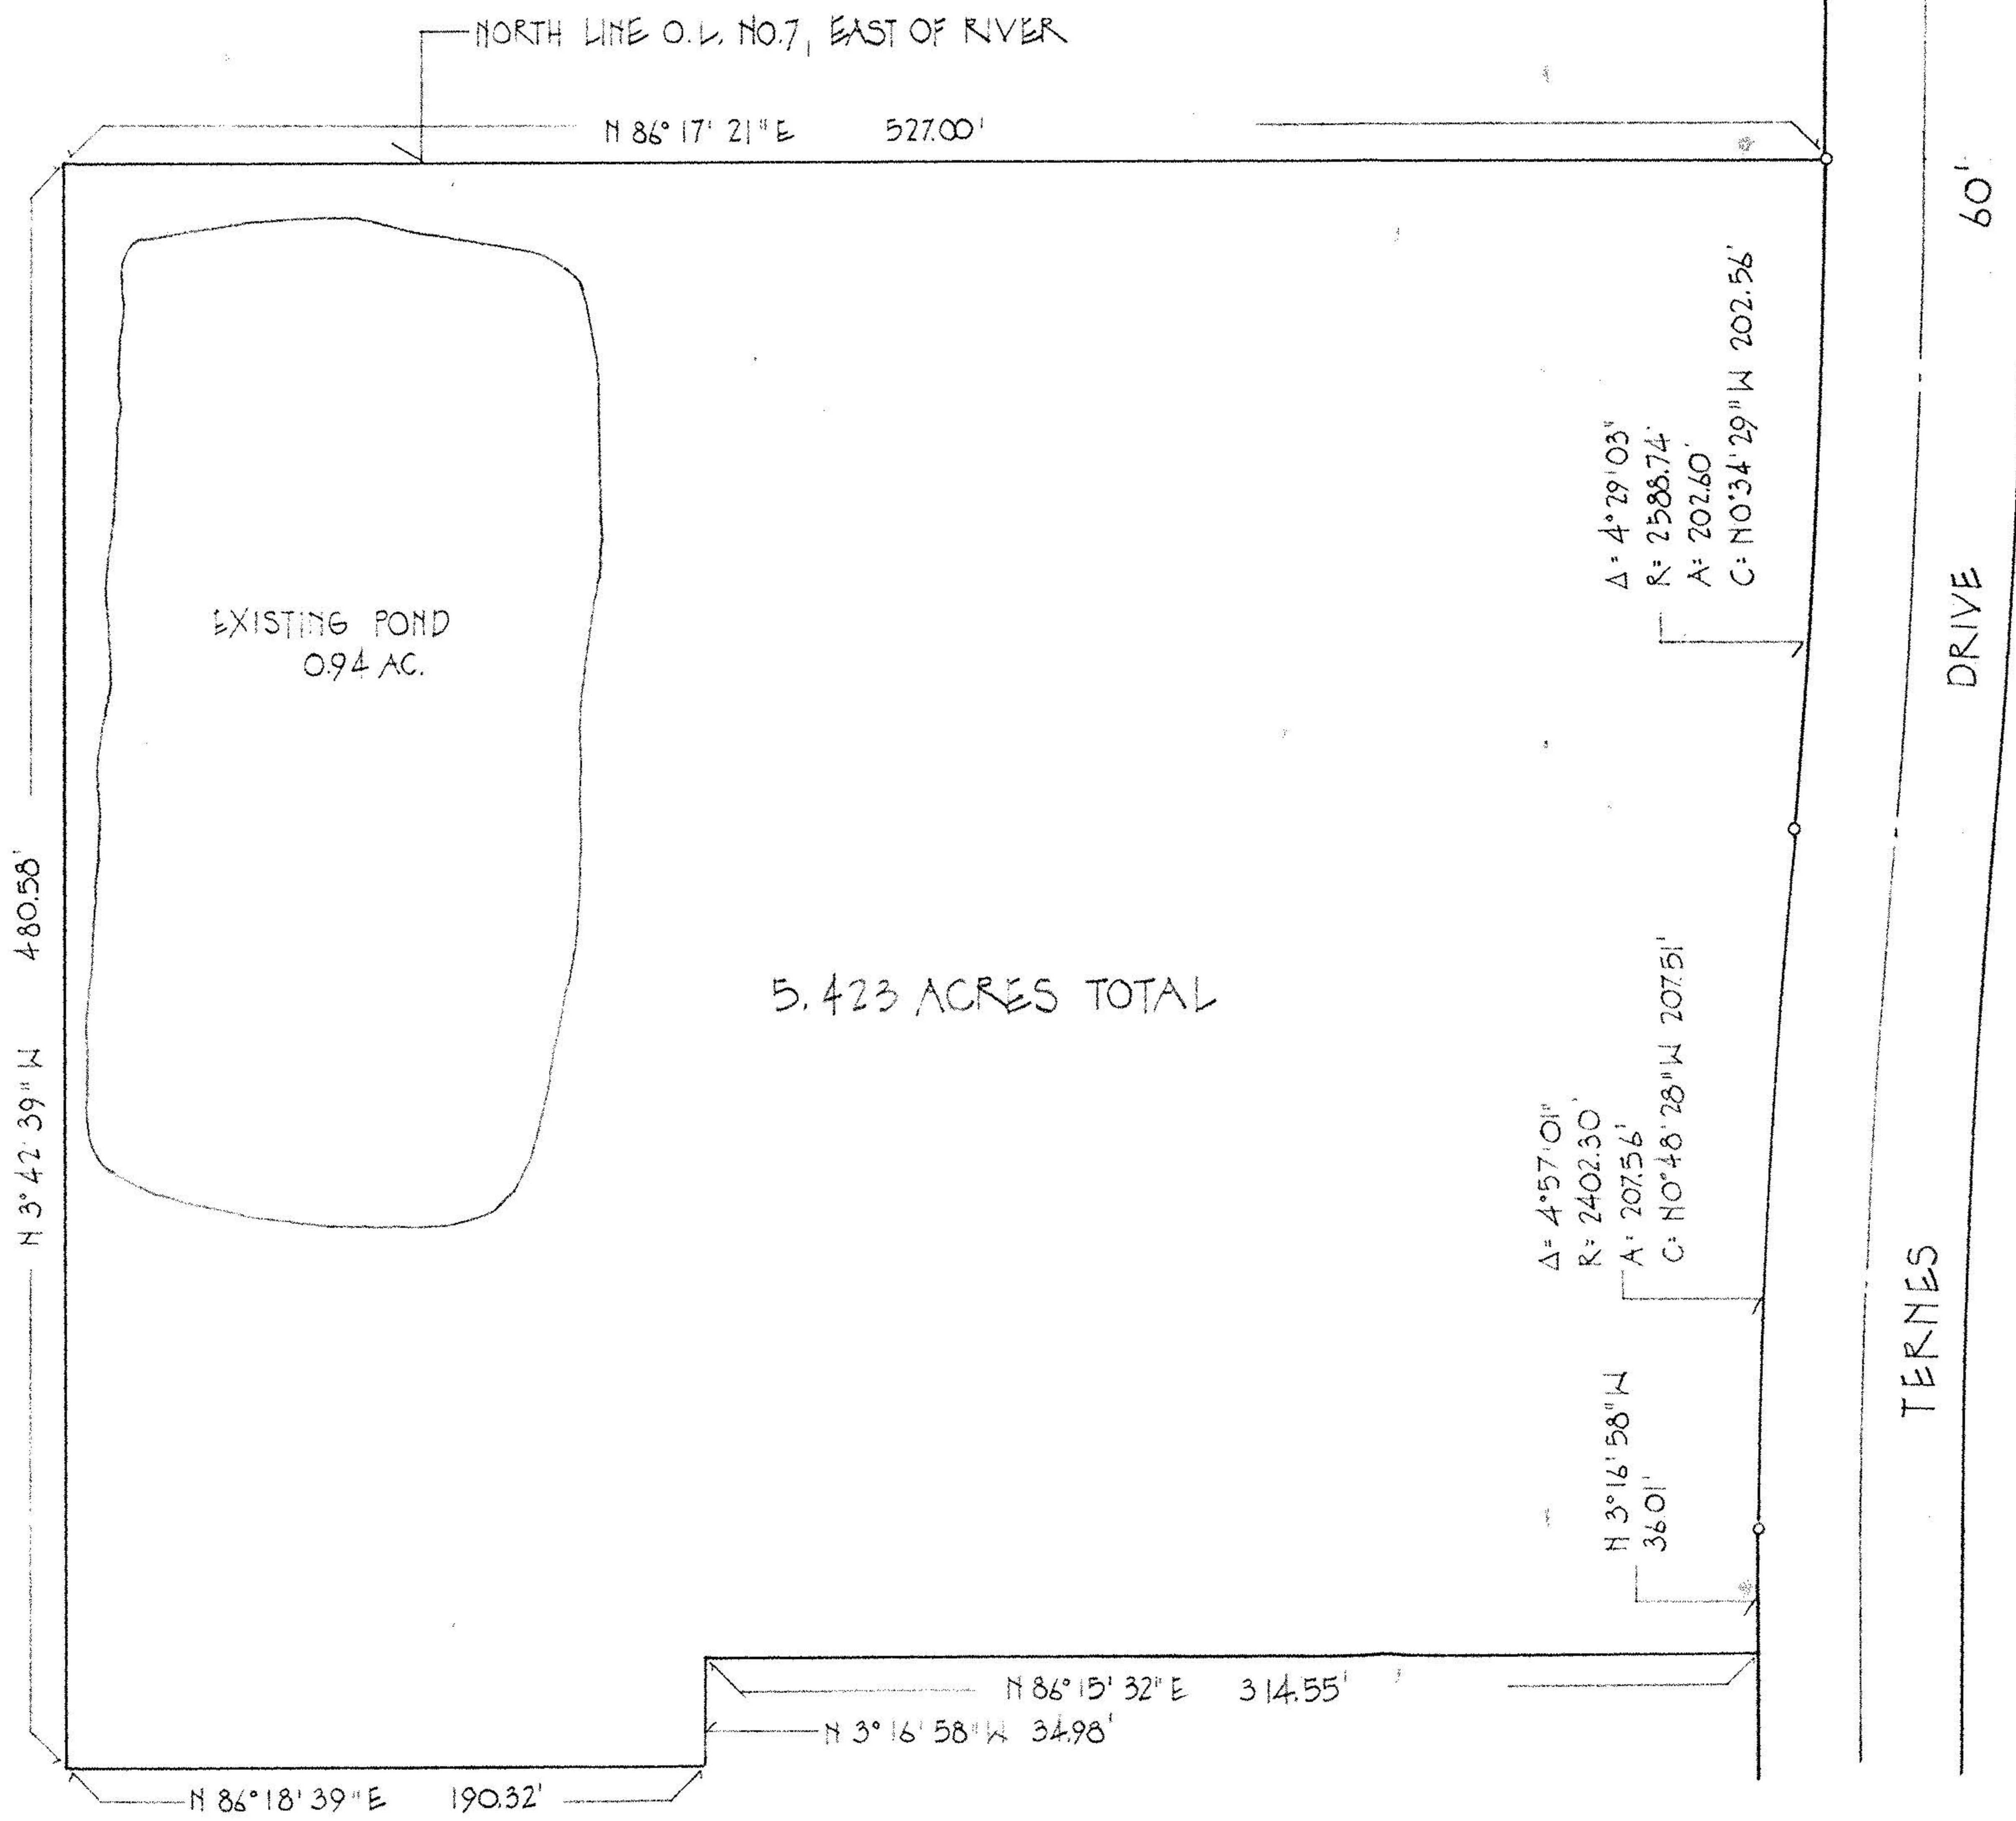 NORTH LINE O.L. NO.7, EAST OF RIVER
N 86° 17' 21" E 527.00'
60'
Δ = 4° 29' 03"
R = 2588.74'
A = 202.60'
C = N0° 34' 29" W 202.56'
DRIVE
EXISTING POND
0.94 AC.
N 3° 42' 39" W 480.58'
5.423 ACRES TOTAL
Δ = 4° 57' 01"
R = 2402.30'
A = 207.56'
C = N0° 48' 28" W 207.51'
TERNES
N 3° 16' 58" W
36.01'
N 86° 15' 32" E 314.55'
N 3° 16' 58" W 34.98'
N 86° 18' 39" E 190.32'